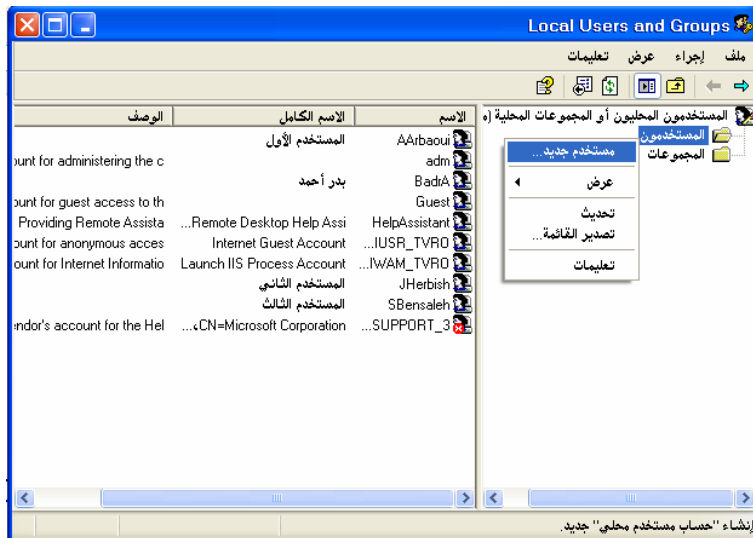 Local Users and Groups
ملف إجراء عرض تعليمات
المستخدمون المحليون أو المجموعات المحلية (م
المستخدمون
المجموعات
مستخدم جديد...
عرض
تحديث
تصدير القائمة...
تعليمات
الاسم الاسم الكامل الوصف
AArbaoui المستخدم الأول
adm ount for administering the c
BadrA بدر أحمد
Guest ount for guest access to th
HelpAssistant Remote Desktop Help Assi... Providing Remote Assista
IUSR_TVRO... Internet Guest Account ount for anonymous acces
IWAM_TVRO... Launch IIS Process Account ount for Internet Informatio
JHerbish المستخدم الثاني
SBensaleh المستخدم الثالث
SUPPORT_3... CN=Microsoft Corporation،... endor's account for the Hel
إنشاء "حساب مستخدم محلي" جديد.